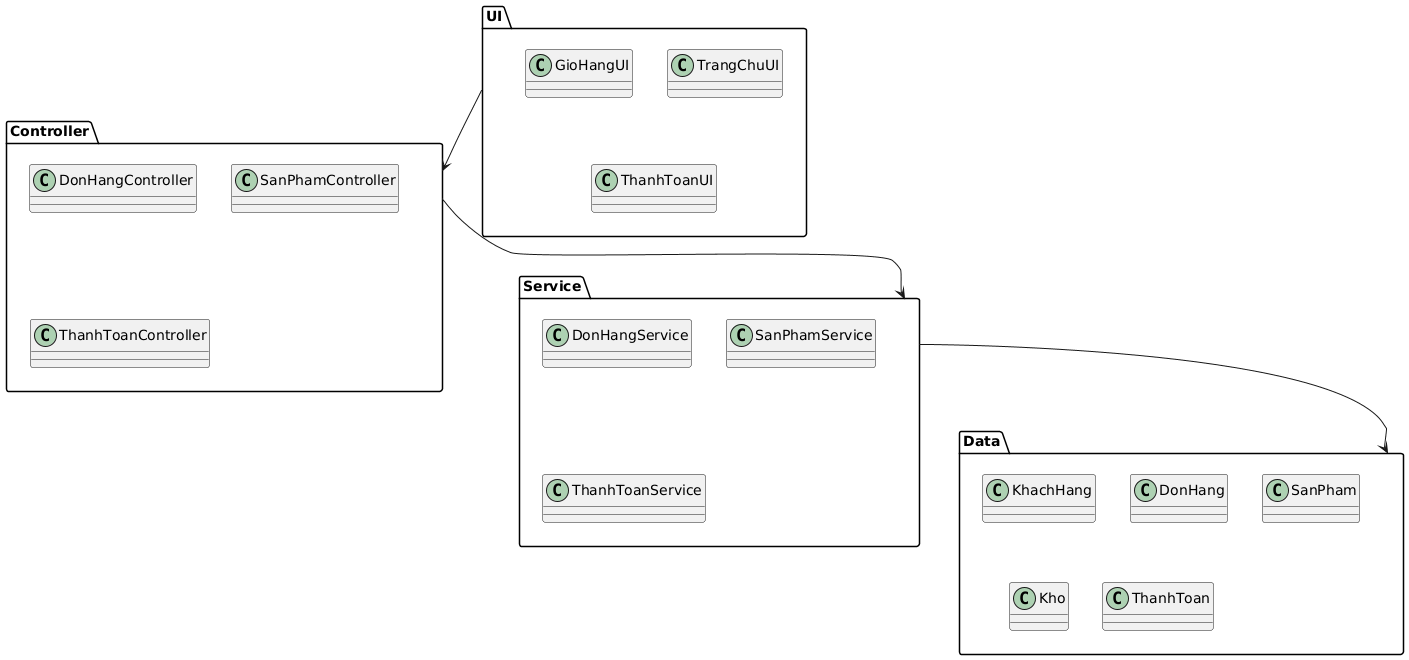 UI
C GioHangUI
C TrangChuUI
C ThanhToanUI
Controller
C DonHangController
C SanPhamController
C ThanhToanController
Service
C DonHangService
C SanPhamService
C ThanhToanService
Data
C KhachHang
C DonHang
C SanPham
C Kho
C ThanhToan